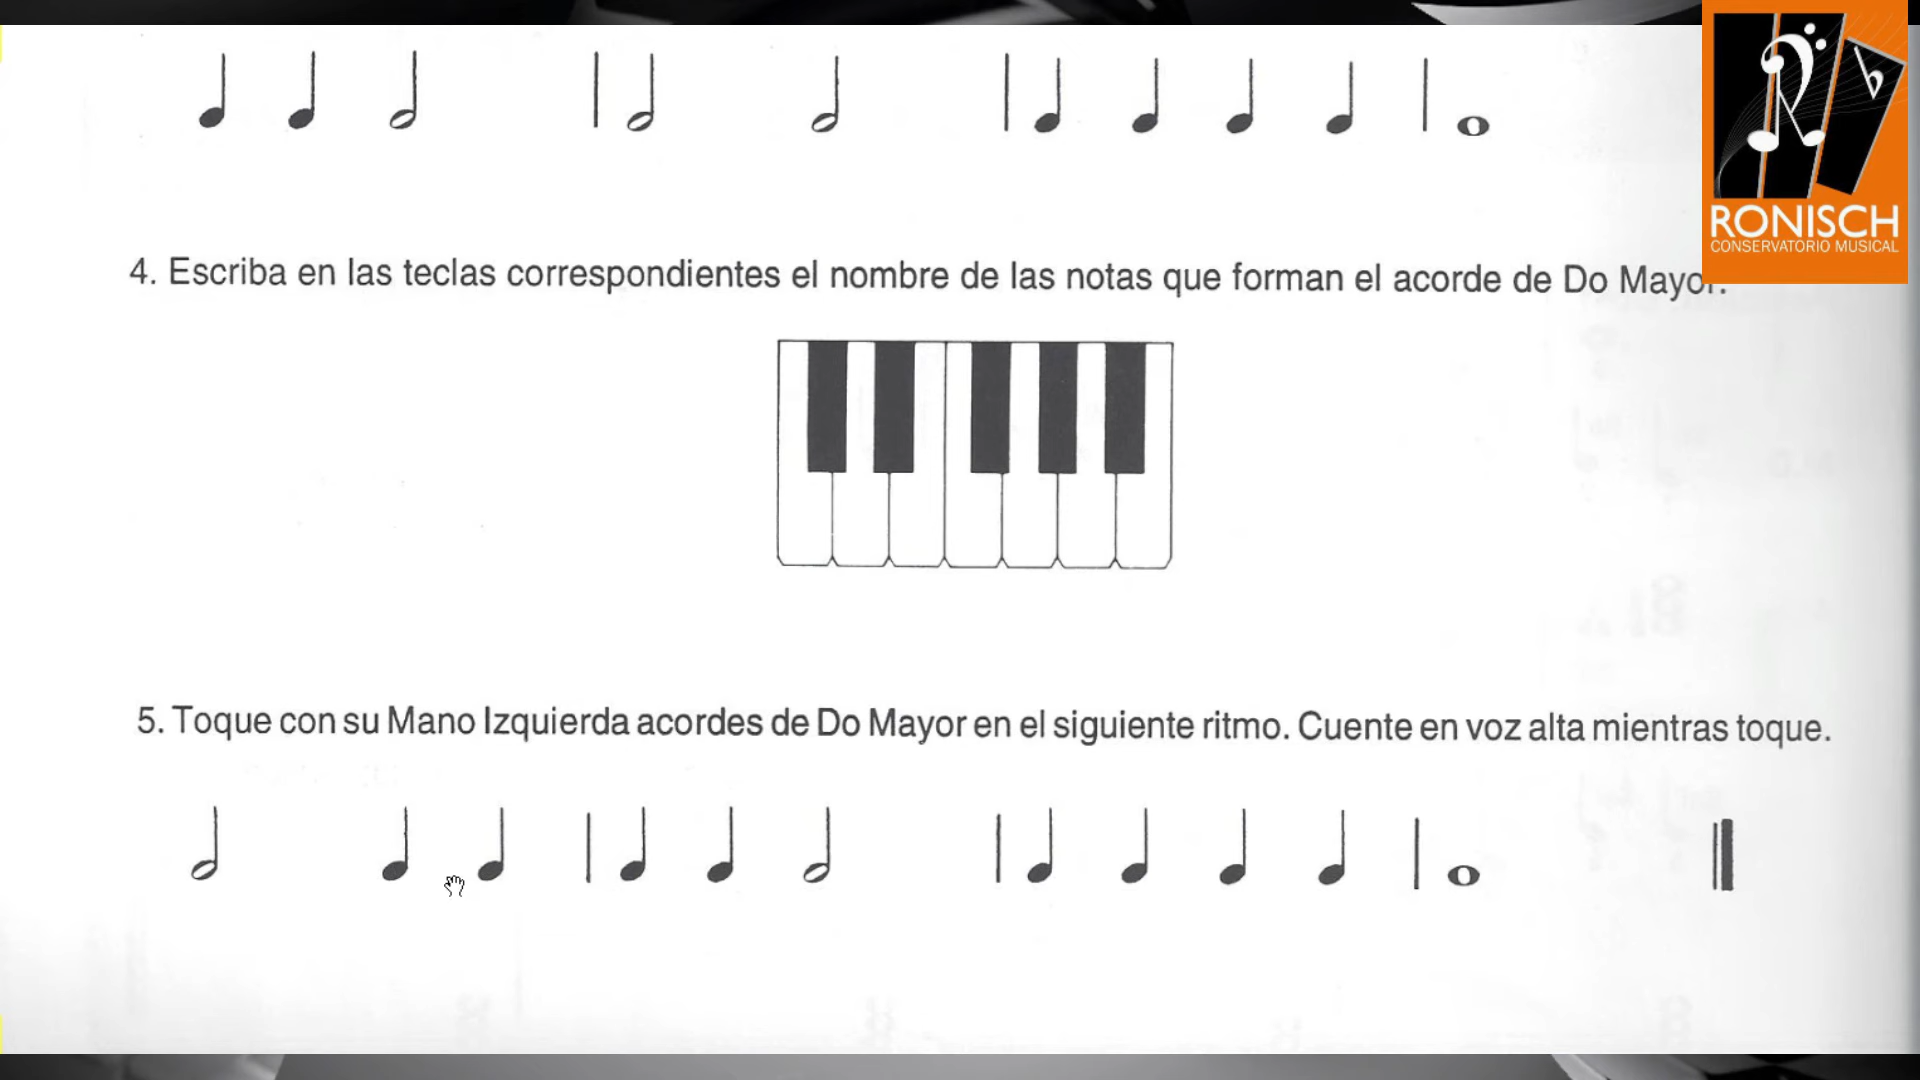 RONISCH
CONSERVATORIO MUSICAL
4. Escriba en las teclas correspondientes el nombre de las notas que forman el acorde de Do Mayor.
5. Toque con su Mano Izquierda acordes de Do Mayor en el siguiente ritmo. Cuente en voz alta mientras toque.